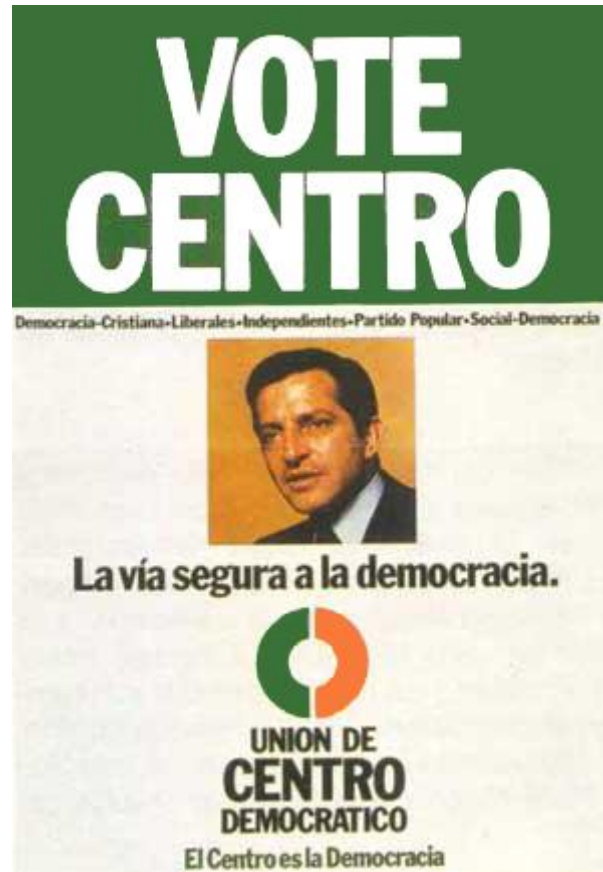 VOTE
CENTRO
Democracia-Cristiana•Liberales•Independientes•Partido Popular•Social-Democracia
La vía segura a la democracia.
UNION DE
CENTRO
DEMOCRATICO
El Centro es la Democracia